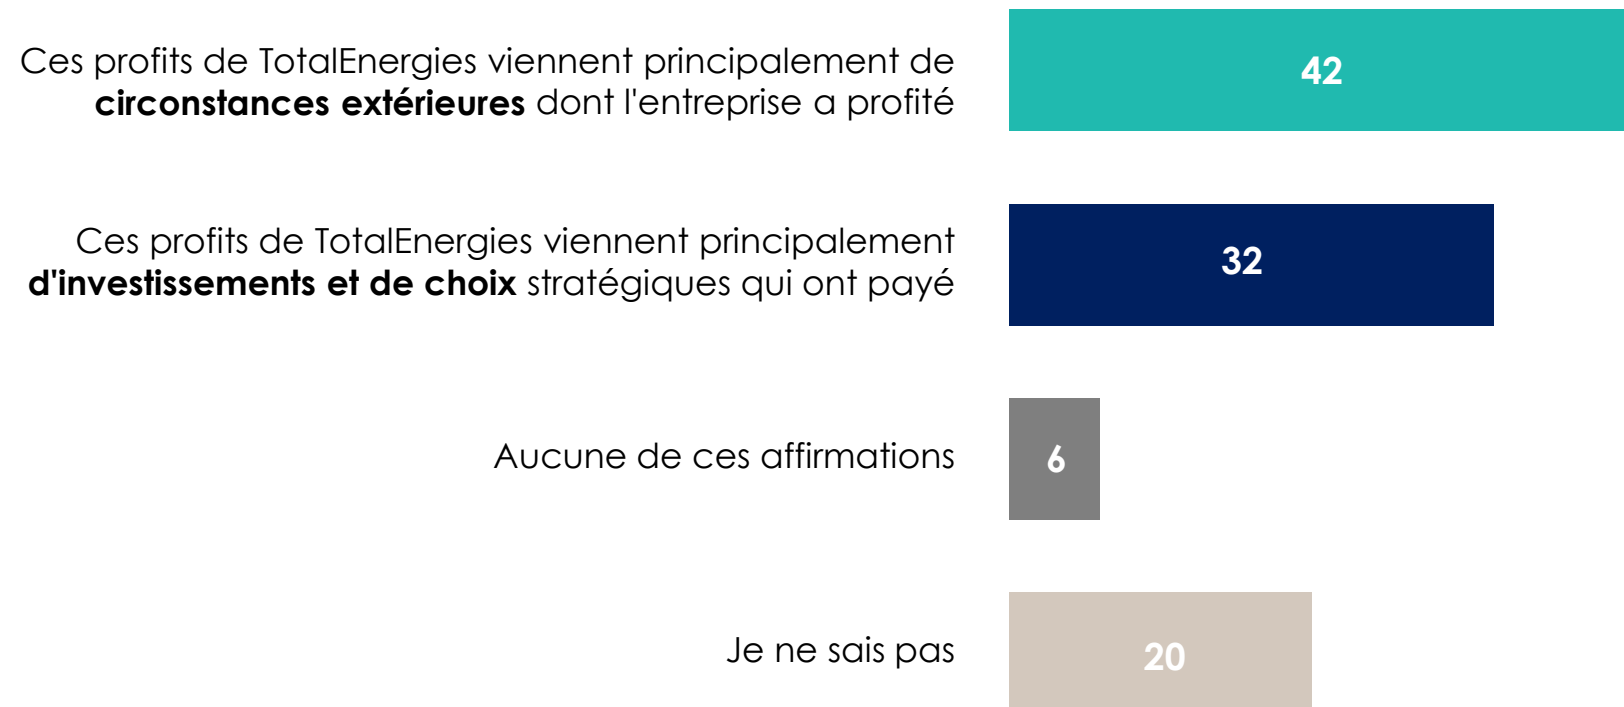 Ces profits de TotalEnergies viennent principalement de
circonstances extérieures dont l'entreprise a profité
42
Ces profits de TotalEnergies viennent principalement
d'investissements et de choix stratégiques qui ont payé
32
Aucune de ces affirmations
6
Je ne sais pas
20